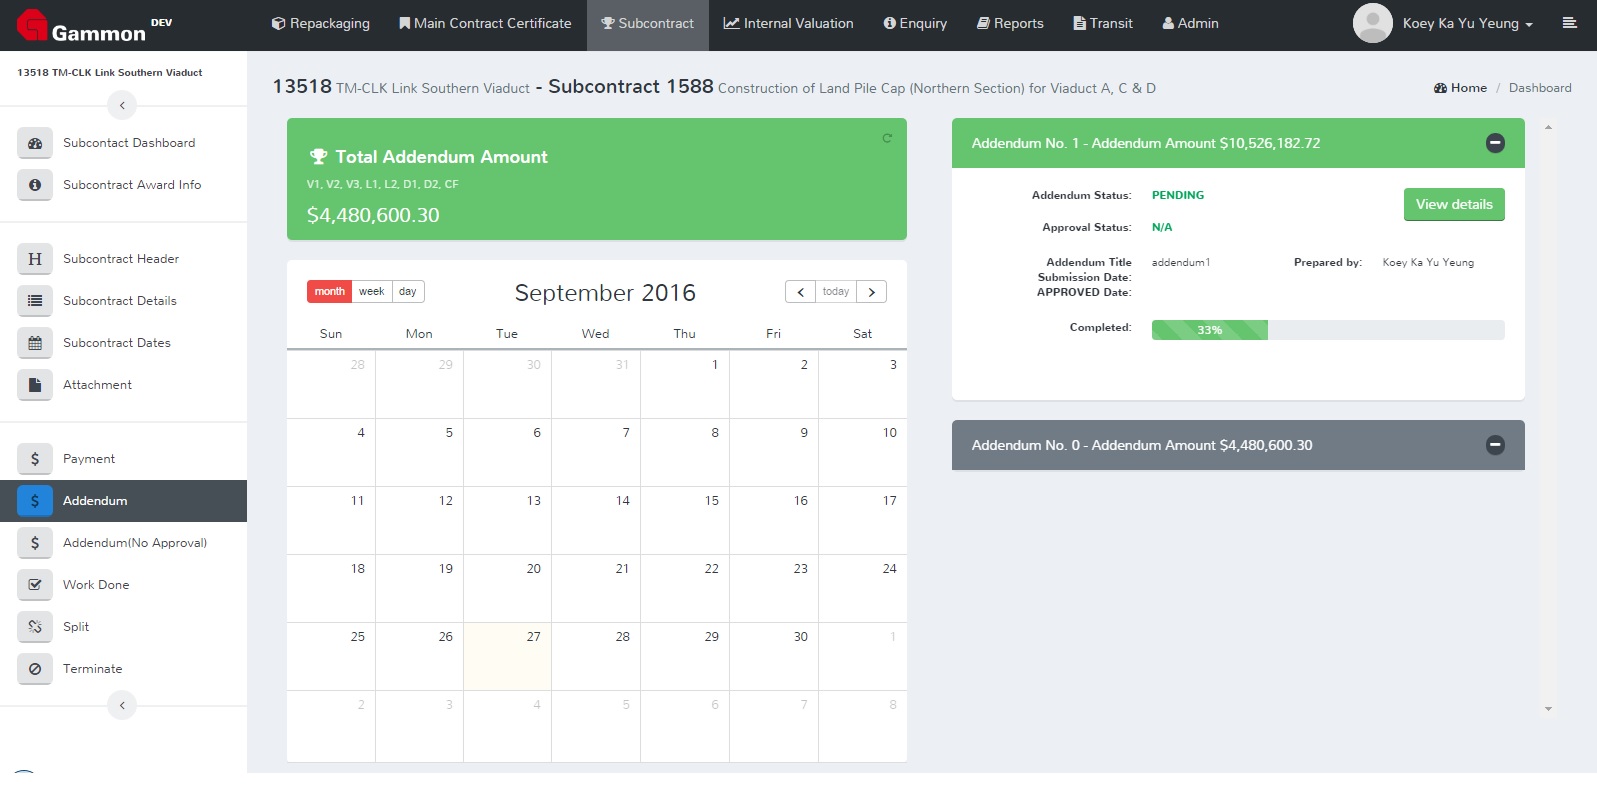 Gammon DEV
Repackaging Main Contract Certificate Subcontract Internal Valuation Enquiry Reports Transit Admin Koey Ka Yu Yeung
13518 TM-CLK Link Southern Viaduct
Subcontact Dashboard
Subcontract Award Info
Subcontract Header
Subcontract Details
Subcontract Dates
Attachment
Payment
Addendum
Addendum(No Approval)
Work Done
Split
Terminate
13518 TM-CLK Link Southern Viaduct - Subcontract 1588 Construction of Land Pile Cap (Northern Section) for Viaduct A, C & D
Home / Dashboard
Total Addendum Amount
V1, V2, V3, L1, L2, D1, D2, CF
$4,480,600.30
month week day
September 2016
today
Sun Mon Tue Wed Thu Fri Sat
28 29 30 31 1 2 3
4 5 6 7 8 9 10
11 12 13 14 15 16 17
18 19 20 21 22 23 24
25 26 27 28 29 30 1
2 3 4 5 6 7 8
Addendum No. 1 - Addendum Amount $10,526,182.72
Addendum Status: PENDING
View details
Approval Status: N/A
Addendum Title addendum1 Prepared by: Koey Ka Yu Yeung
Submission Date:
APPROVED Date:
Completed: 33%
Addendum No. 0 - Addendum Amount $4,480,600.30